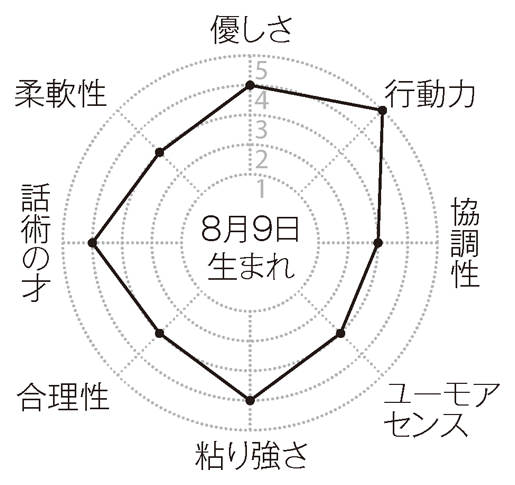 優しさ
行動力
協調性
ユーモア
センス
粘り強さ
合理性
話術の才
柔軟性
5
4
3
2
1
8月9日
生まれ